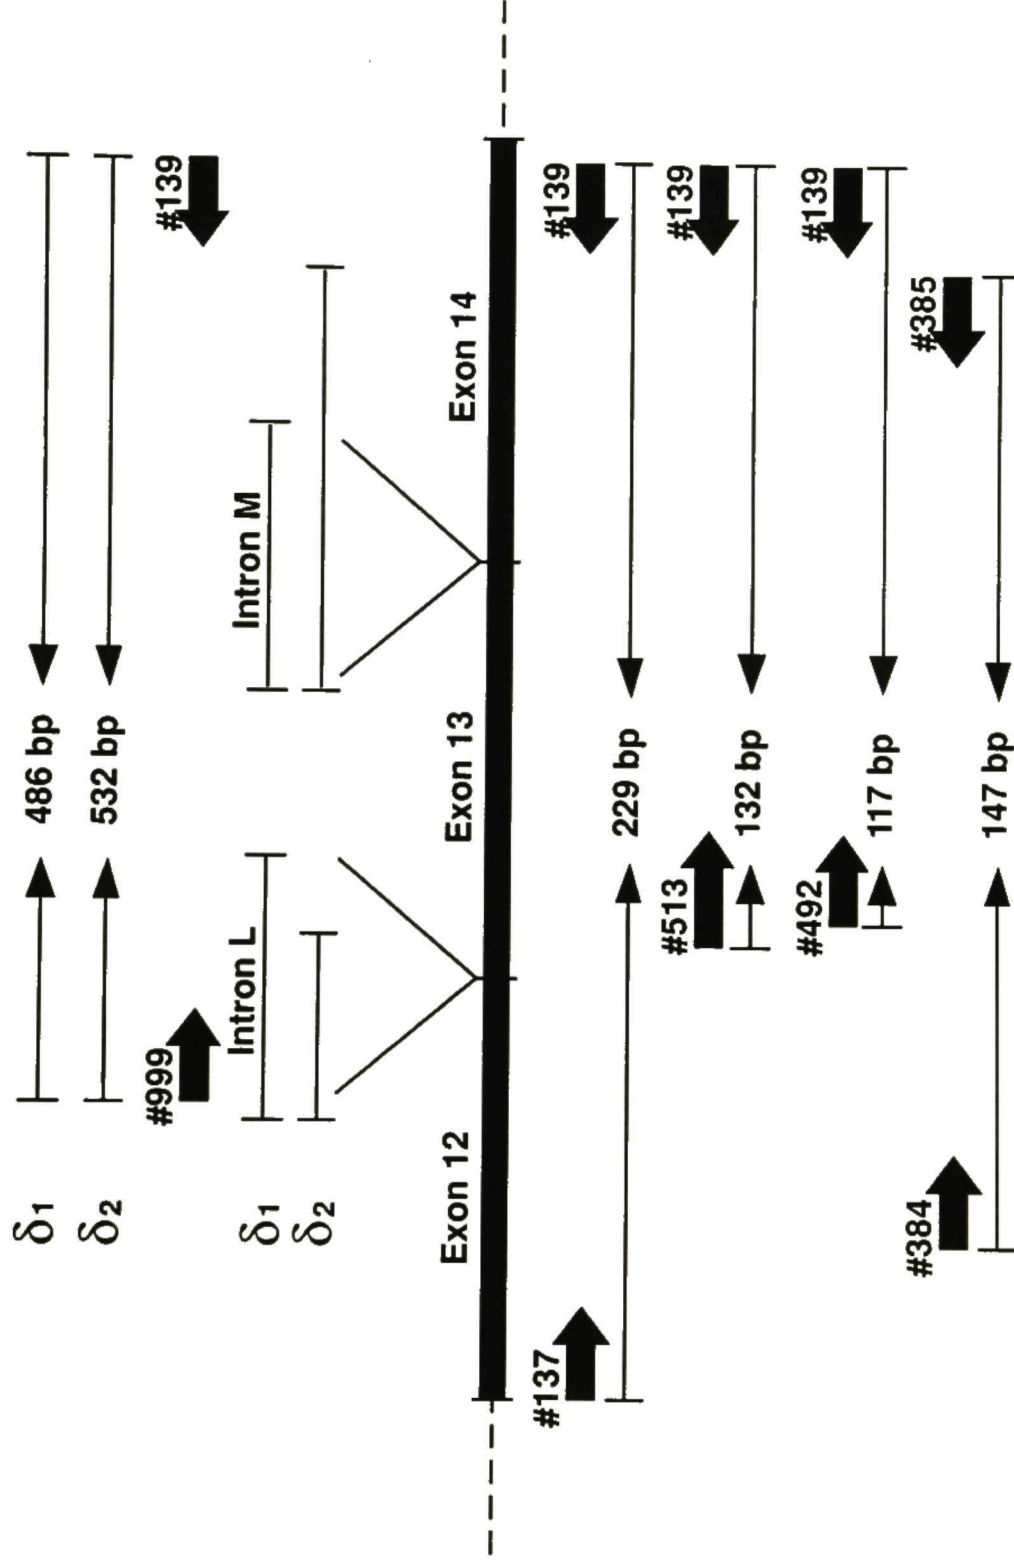 δ1 486 bp
δ2 532 bp
#999 #139
Intron L Intron M
δ1
δ2
Exon 12 Exon 13 Exon 14
#137 #139
229 bp
#513 #139
132 bp
#492 #139
117 bp
#384 #385
147 bp